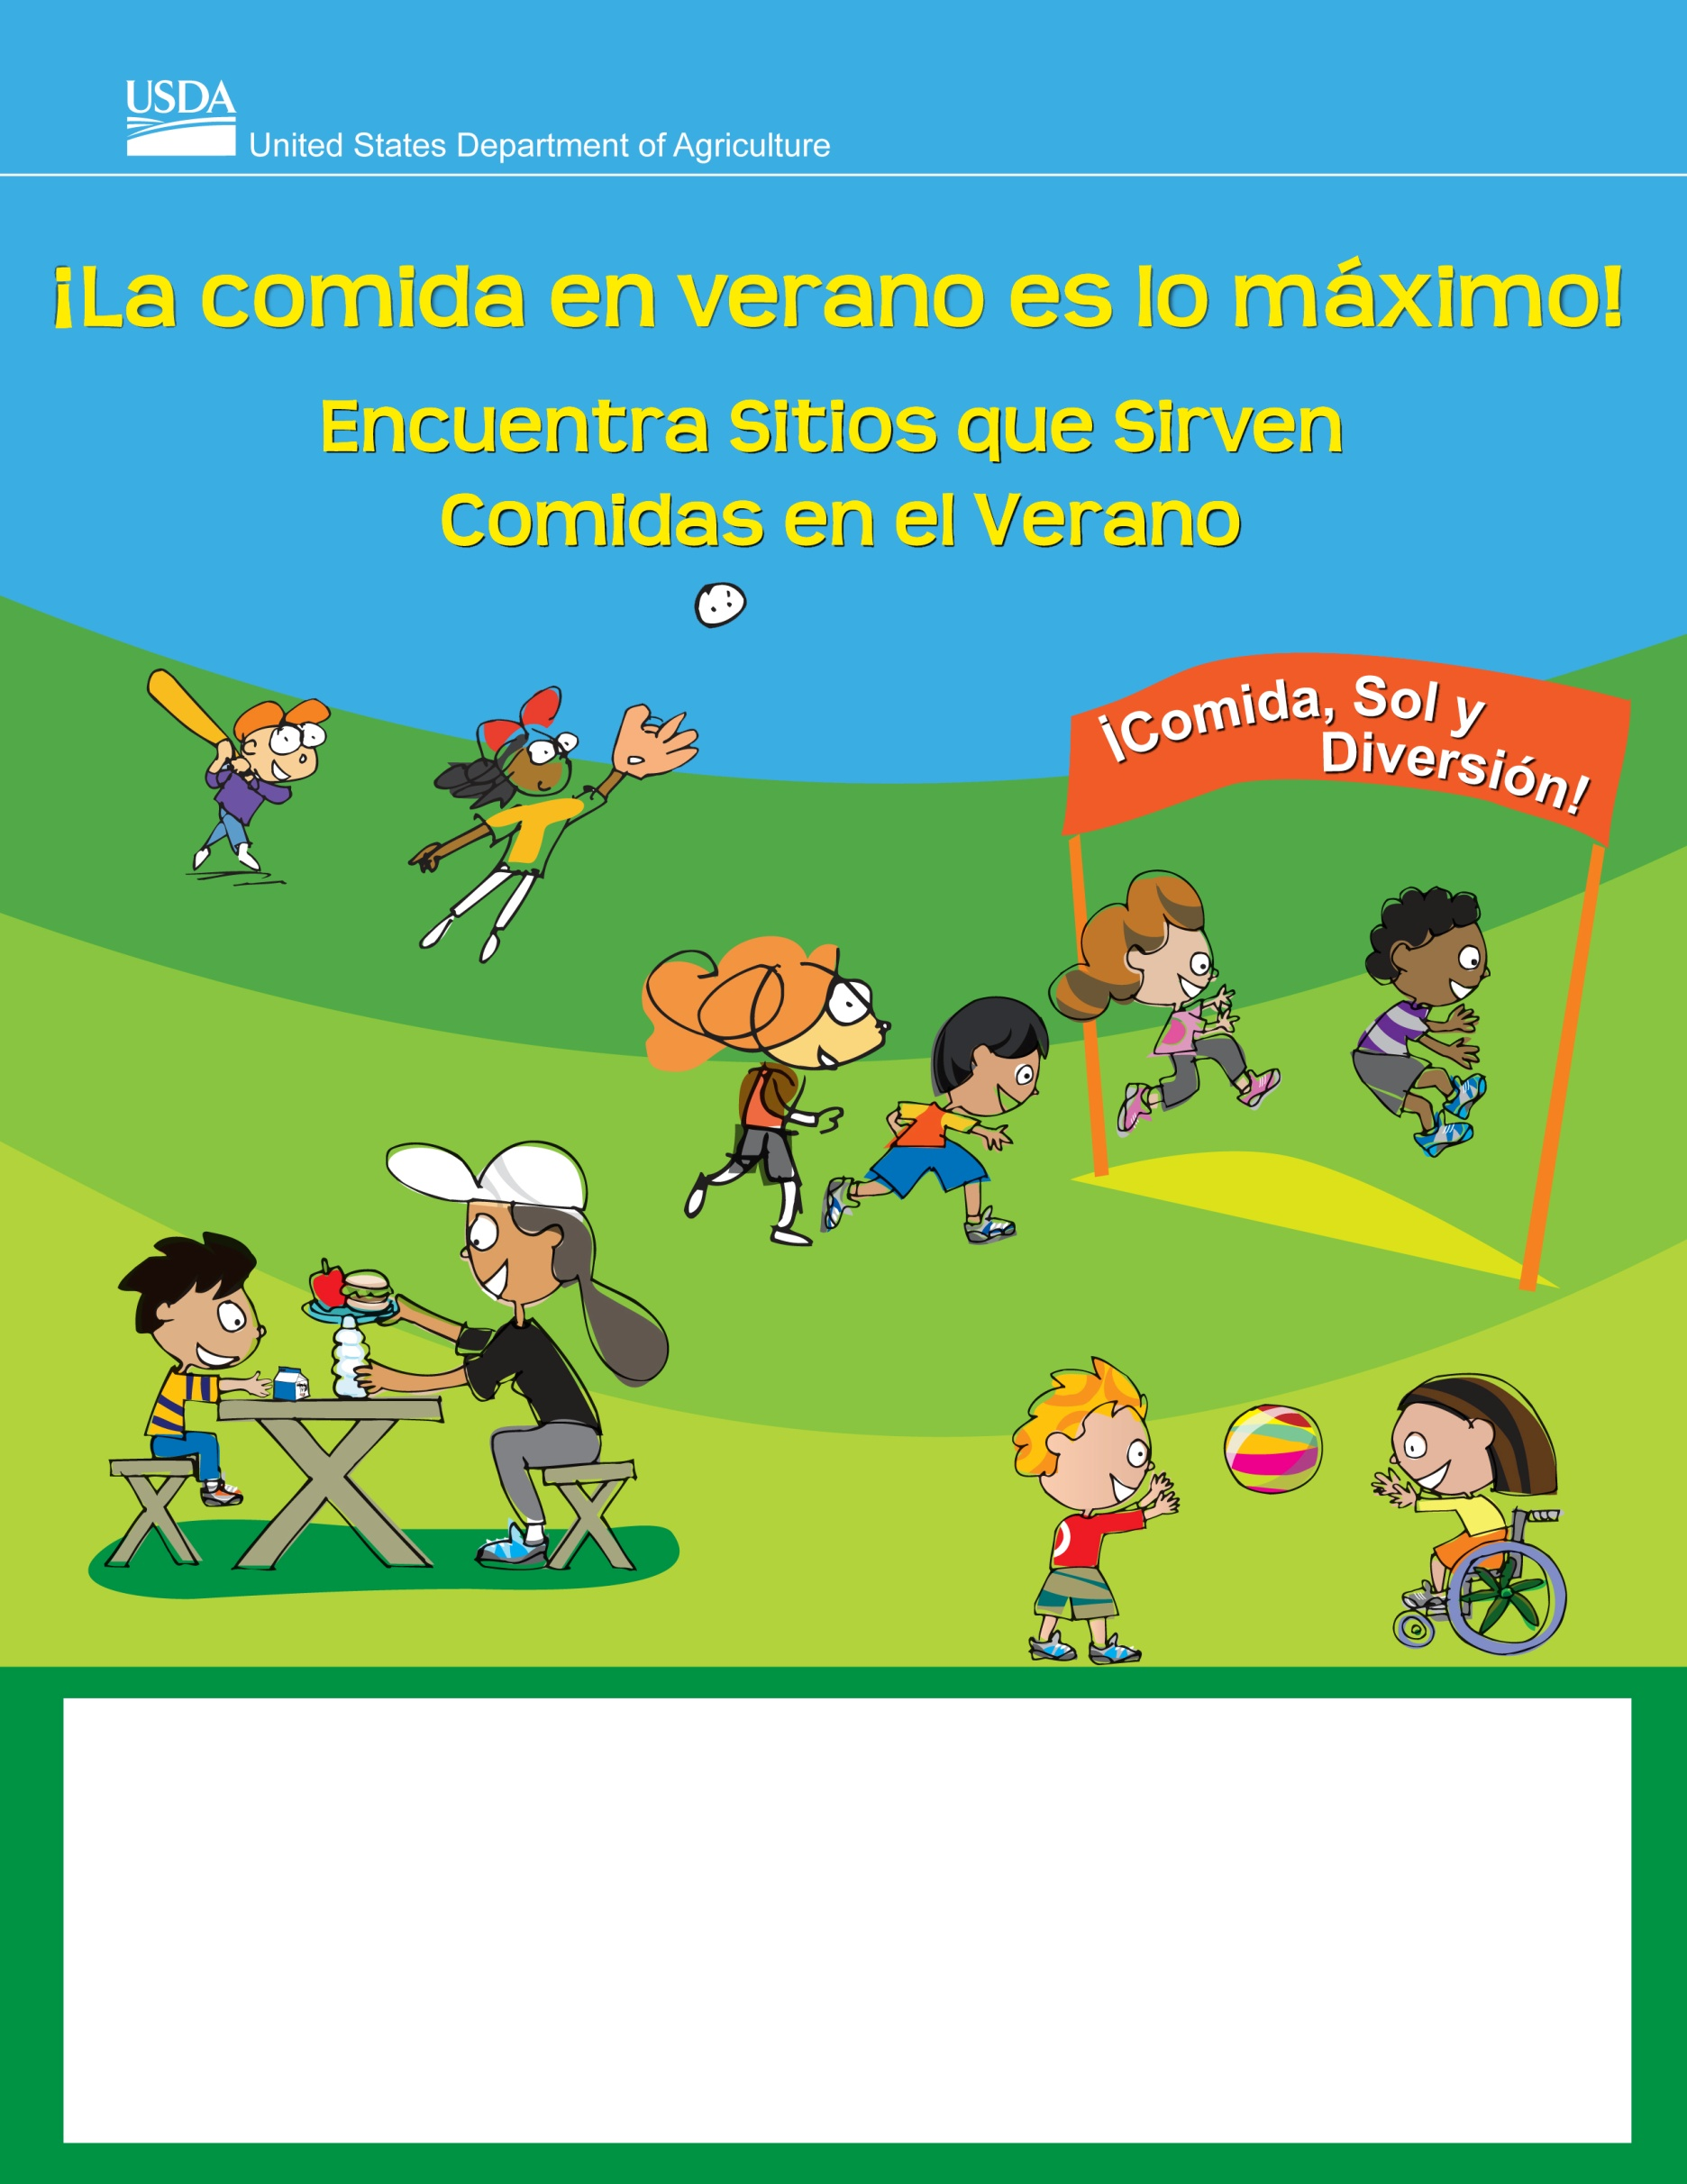 USDA
United States Department of Agriculture
¡La comida en verano es lo máximo!
Encuentra Sitios que Sirven
Comidas en el Verano
¡Comida, Sol y
Diversión!